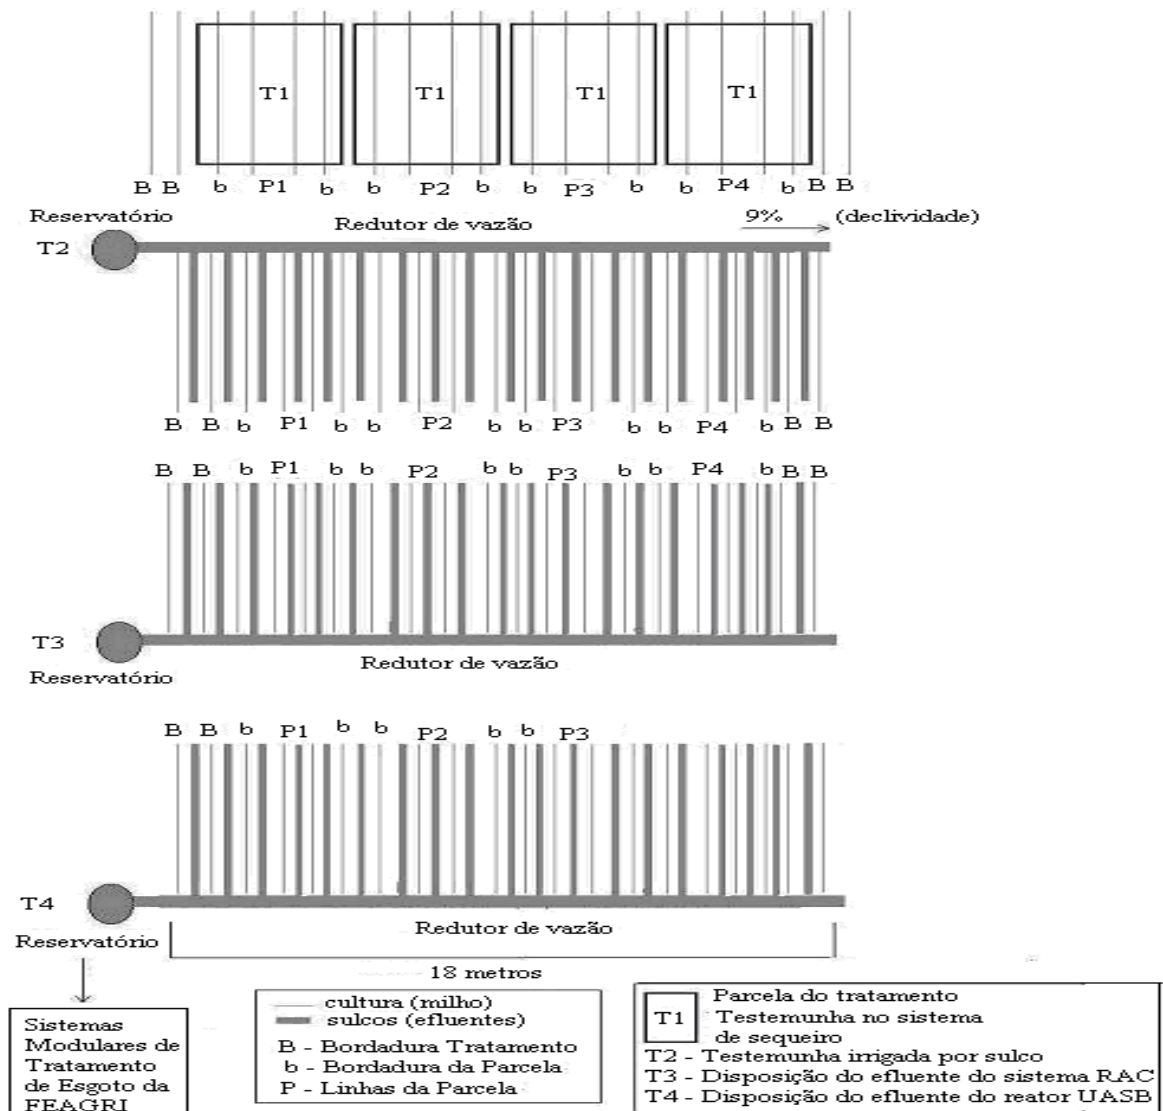 T1 T1 T1 T1
B B b P1 b b P2 b b P3 b b P4 b B B
Reservatório
Redutor de vazão
9%
(declividade)
T2
B B b P1 b b P2 b b P3 b b P4 b B B
B B b P1 b b P2 b b P3 b b P4 b B B
T3
Redutor de vazão
Reservatório
B B b P1 b b P2 b b P3
T4
Redutor de vazão
Reservatório
18 metros
Sistemas
Modulares de
Tratamento
de Esgoto da
FEAGRI
cultura (milho)
sulcos (efluentes)
B - Bordadura Tratamento
b - Bordadura da Parcela
P - Linhas da Parcela
T1
Parcela do tratamento
Testemunha no sistema
de sequeiro
T2 - Testemunha irrigada por sulco
T3 - Disposição do efluente do sistema RAC
T4 - Disposição do efluente do reator UASB